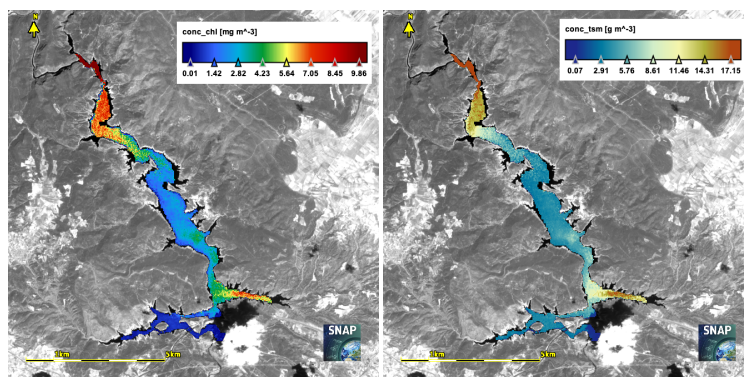 N
conc_chl [mg m^-3]
0.01 1.42 2.82 4.23 5.64 7.05 8.45 9.86
1km 5km
SNAP
N
conc_tsm [g m^-3]
0.07 2.91 5.76 8.61 11.46 14.31 17.15
5km
SNAP